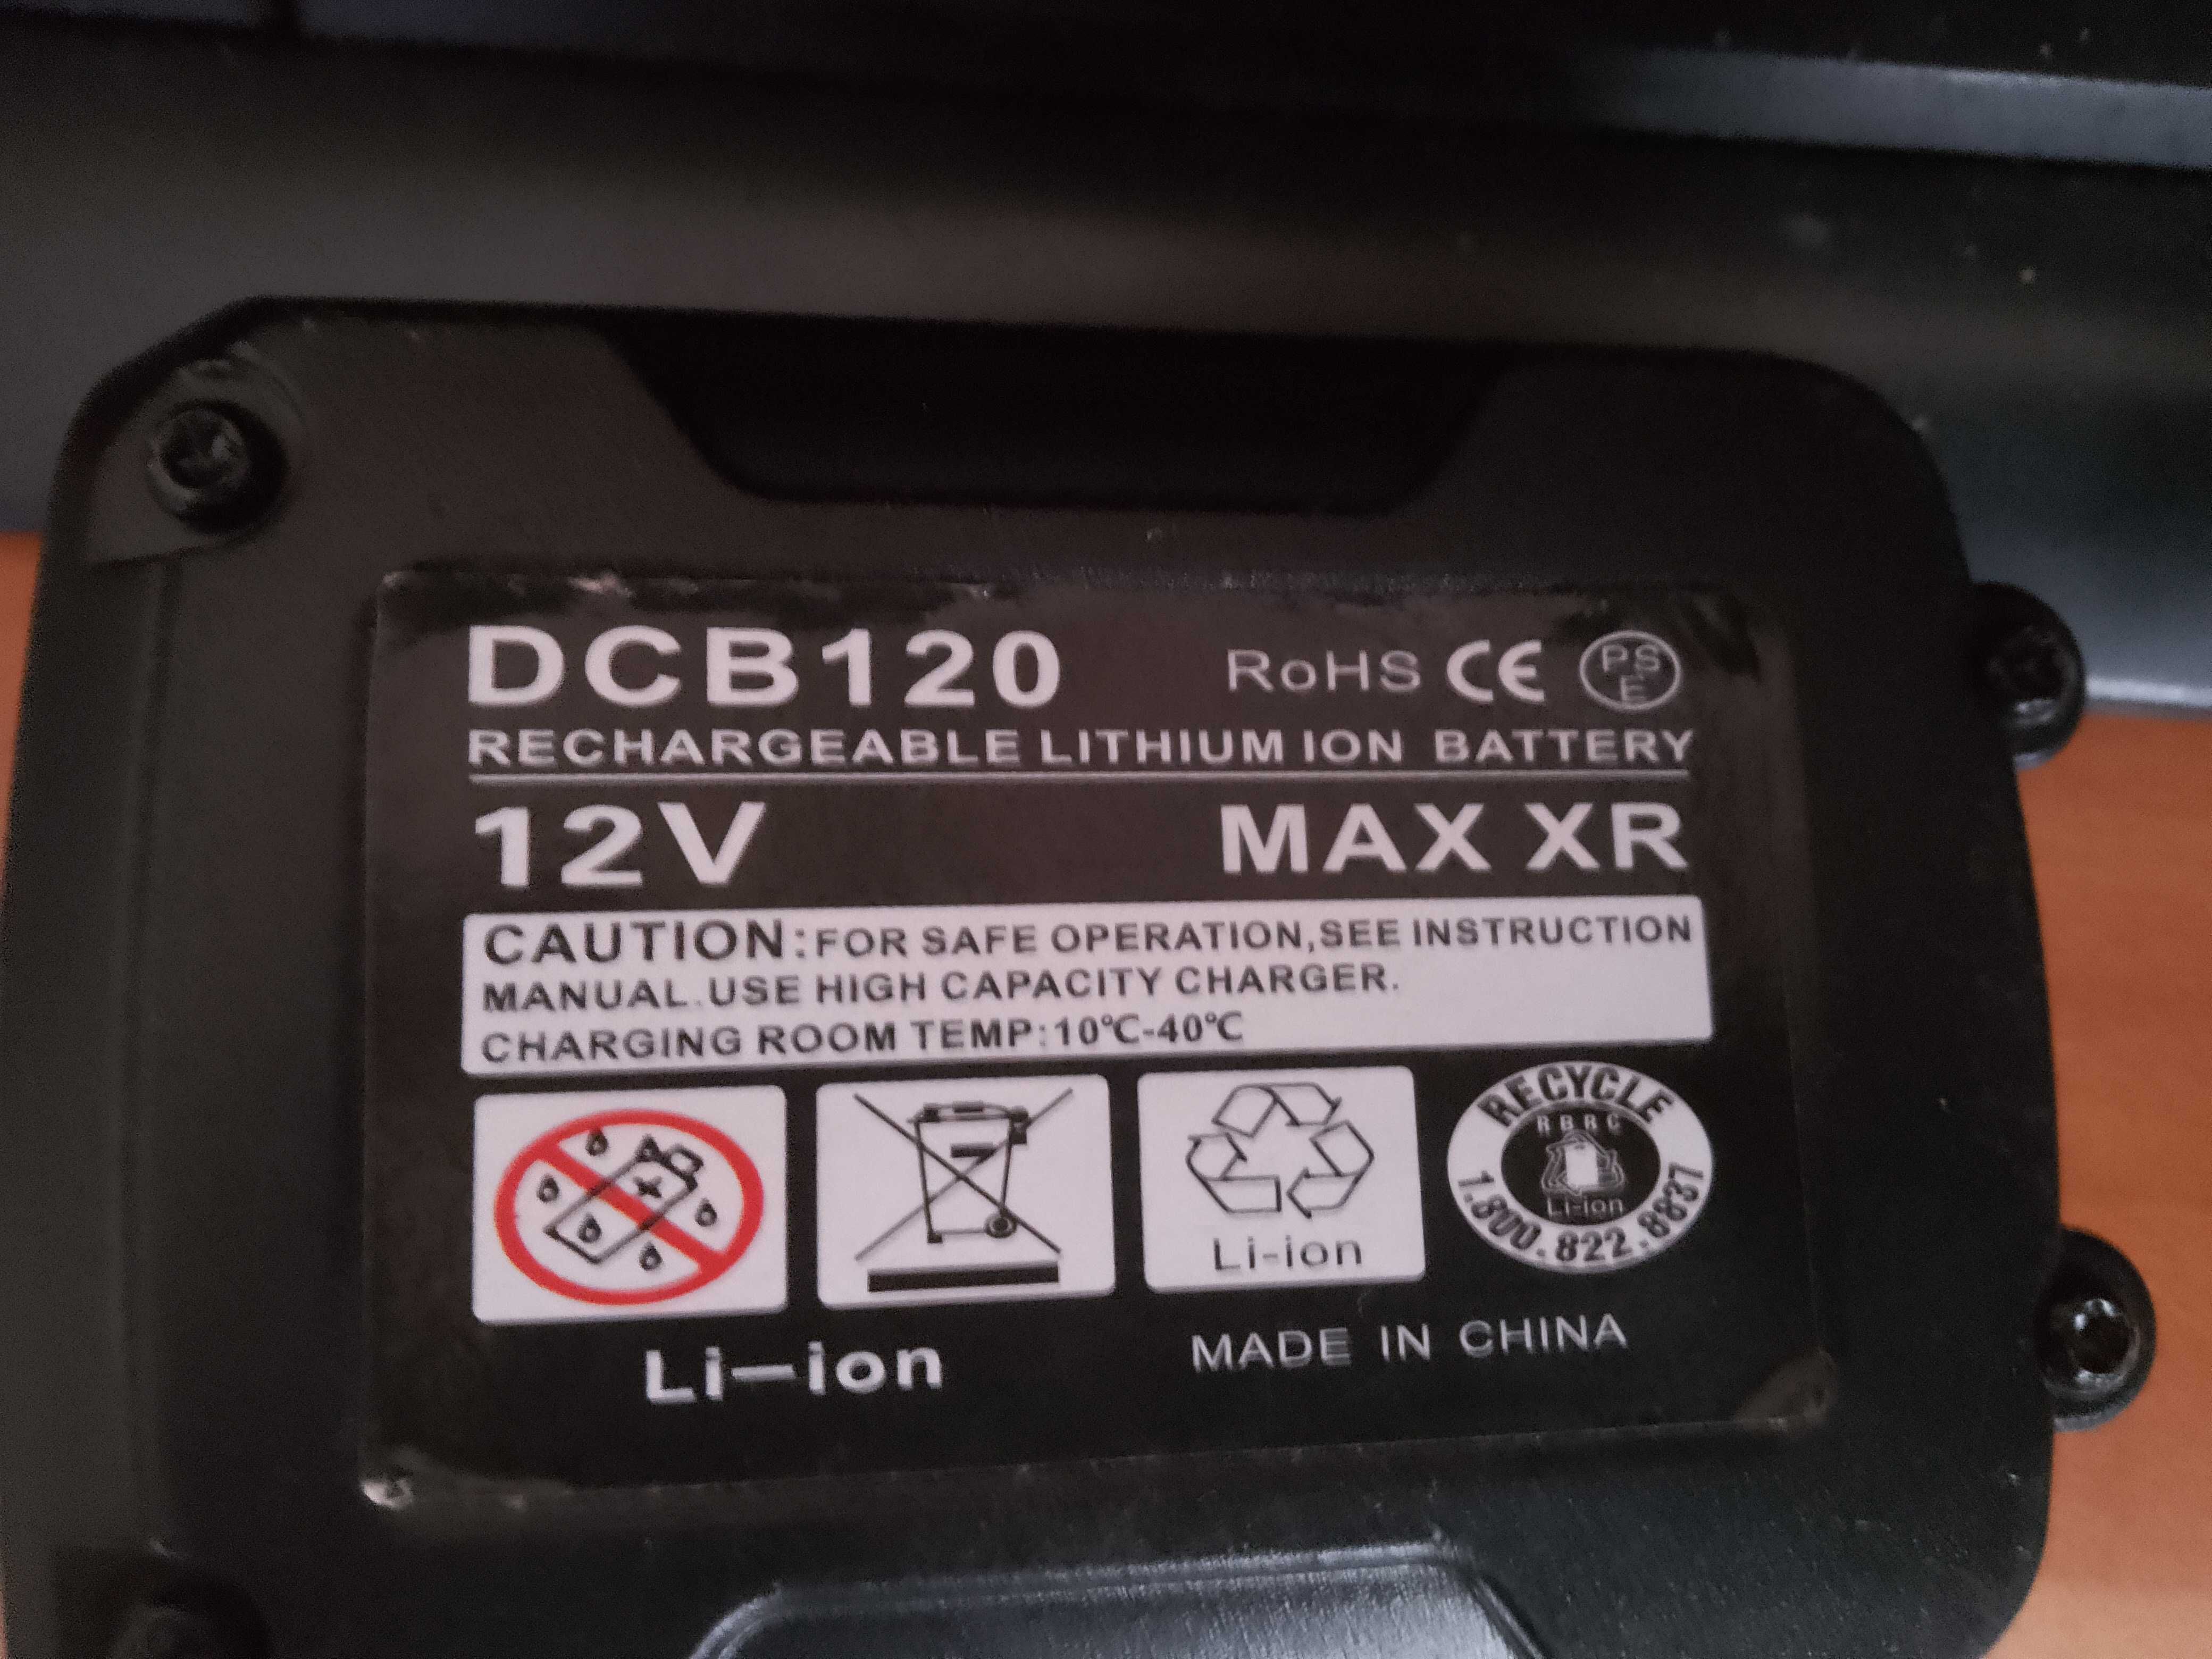 DCB120 RoHS CE PSE
RECHARGEABLE LITHIUM ION BATTERY
12V MAX XR
CAUTION:FOR SAFE OPERATION,SEE INSTRUCTION
MANUAL.USE HIGH CAPACITY CHARGER.
CHARGING ROOM TEMP:10℃-40℃
+
Li-ion
RECYCLE
RBRC
Li-ion
1.800.822.8837
Li-ion MADE IN CHINA